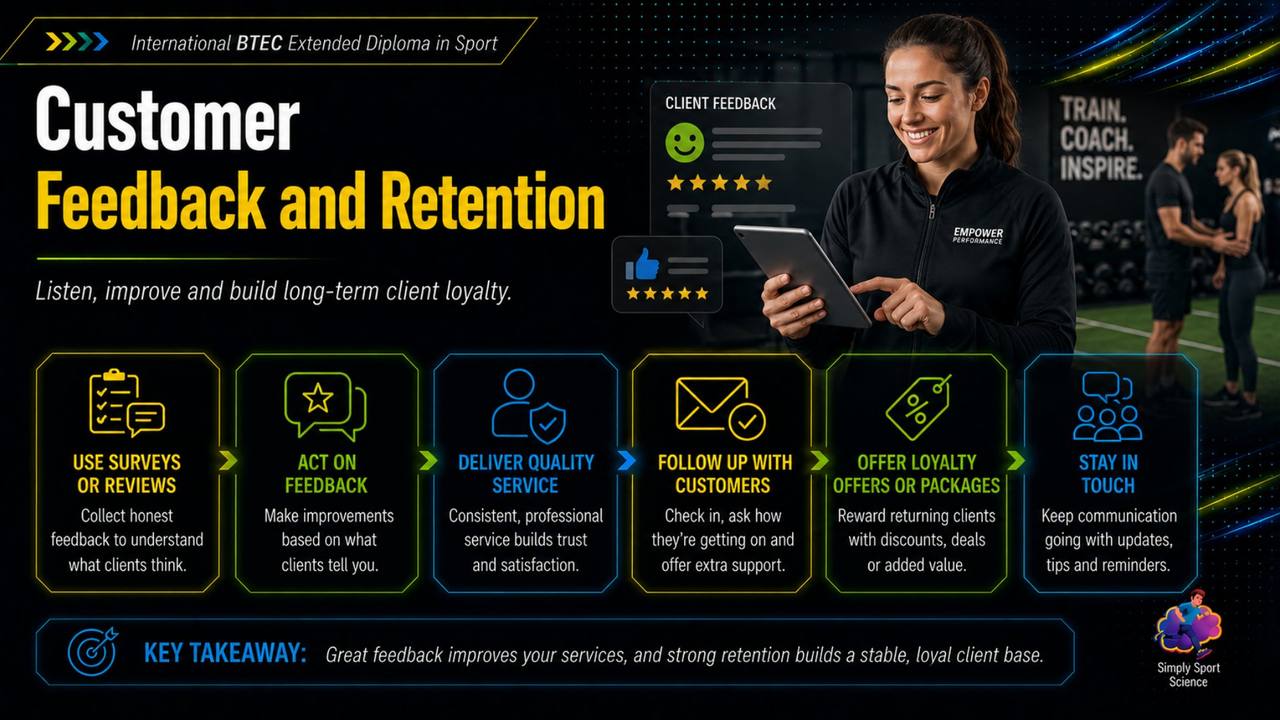 International BTEC Extended Diploma in Sport
Customer
Feedback and Retention
Listen, improve and build long-term client loyalty.
CLIENT FEEDBACK
TRAIN.
COACH.
INSPIRE.
EMPOWER
PERFORMANCE
USE SURVEYS
OR REVIEWS
Collect honest
feedback to understand
what clients think.
ACT ON
FEEDBACK
Make improvements
based on what
clients tell you.
DELIVER QUALITY
SERVICE
Consistent, professional
service builds trust
and satisfaction.
FOLLOW UP WITH
CUSTOMERS
Check in, ask how
they're getting on and
offer extra support.
OFFER LOYALTY
OFFERS OR PACKAGES
Reward returning clients
with discounts, deals
or added value.
STAY IN
TOUCH
Keep communication
going with updates,
tips and reminders.
KEY TAKEAWAY: Great feedback improves your services, and strong retention builds a stable, loyal client base.
Simply Sport
Science